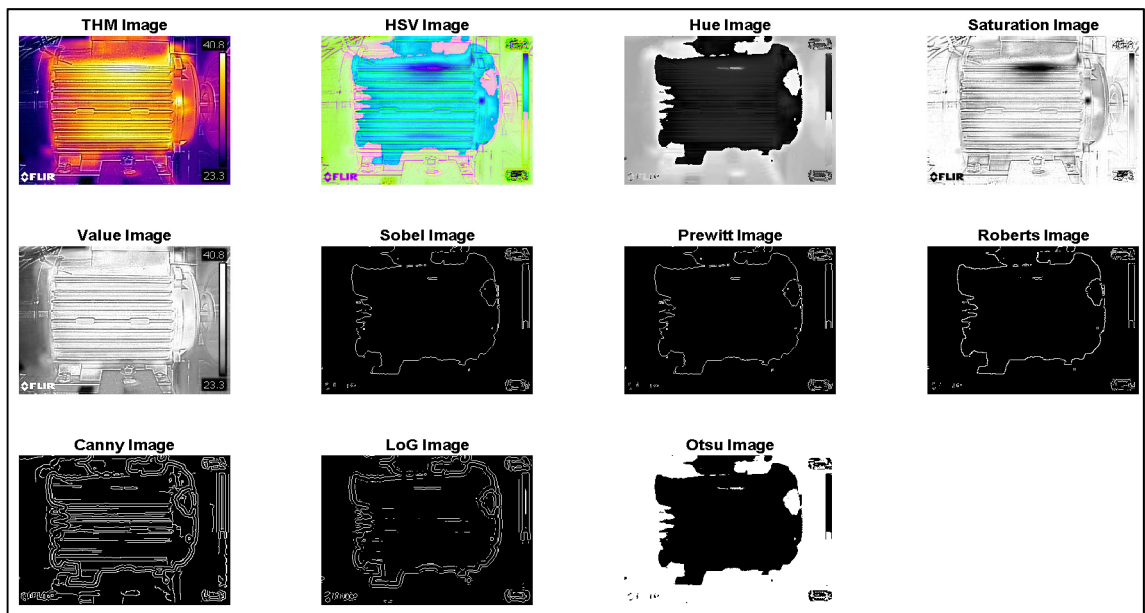 THM Image HSV Image Hue Image Saturation Image
40.8
FLIR 23.3 FLIR FLIR
Value Image Sobel Image Prewitt Image Roberts Image
40.8
FLIR 23.3
Canny Image LoG Image Otsu Image